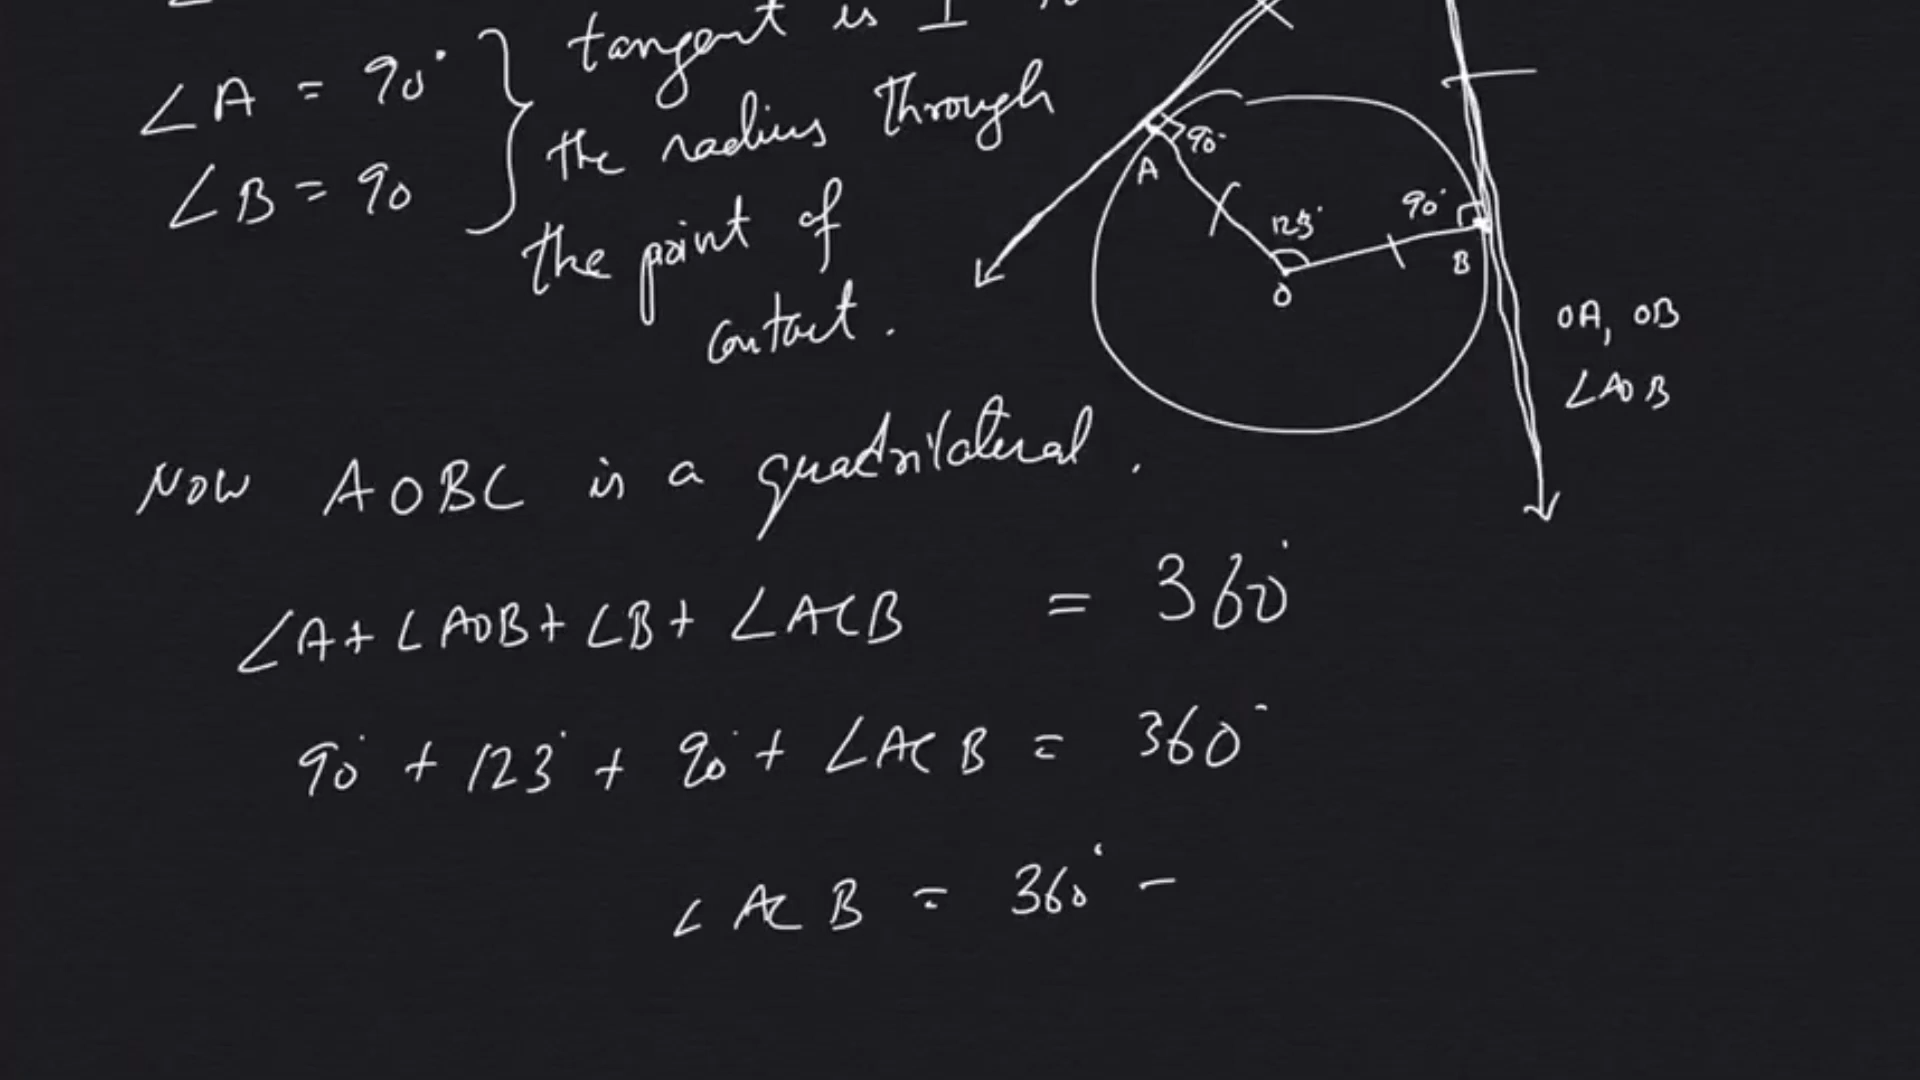 ∠A = 90°
∠B = 90
tangent is ⊥
the radius through
the point of
contact.
90°
A
123°
90°
B
O
OA, OB
∠AOB
Now AOBC is a quadrilateral.
∠A + ∠AOB + ∠B + ∠ACB = 360°
90° + 123° + 90° + ∠ACB = 360°
∠ACB = 360° −